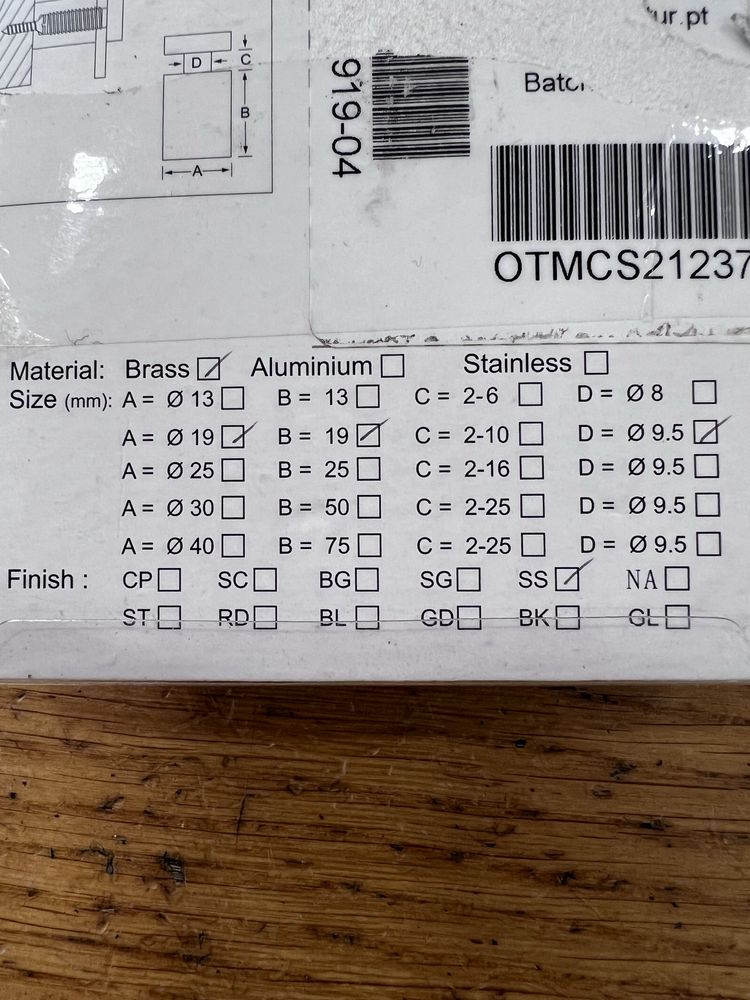 ur.pt
D
C
B
A
919-04
OTMCS21237
Material: Brass Aluminium Stainless
Size (mm): A = Ø 13 B = 13 C = 2-6 D = Ø 8
A = Ø 19 B = 19 C = 2-10 D = Ø 9.5
A = Ø 25 B = 25 C = 2-16 D = Ø 9.5
A = Ø 30 B = 50 C = 2-25 D = Ø 9.5
A = Ø 40 B = 75 C = 2-25 D = Ø 9.5
Finish : CP SC BG SG SS NA
ST RD BL GD BK GL